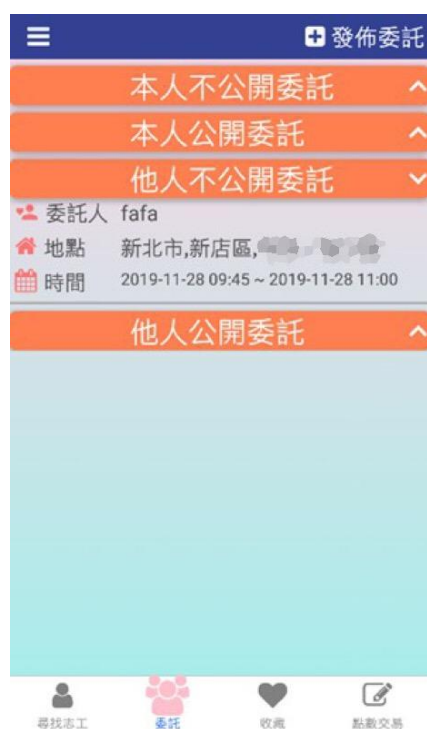 發佈委託
本人不公開委託
本人公開委託
他人不公開委託
委託人 fafa
地點 新北市,新店區,
時間 2019-11-28 09:45 ~ 2019-11-28 11:00
他人公開委託
尋找志工 委託 收藏 點數交易